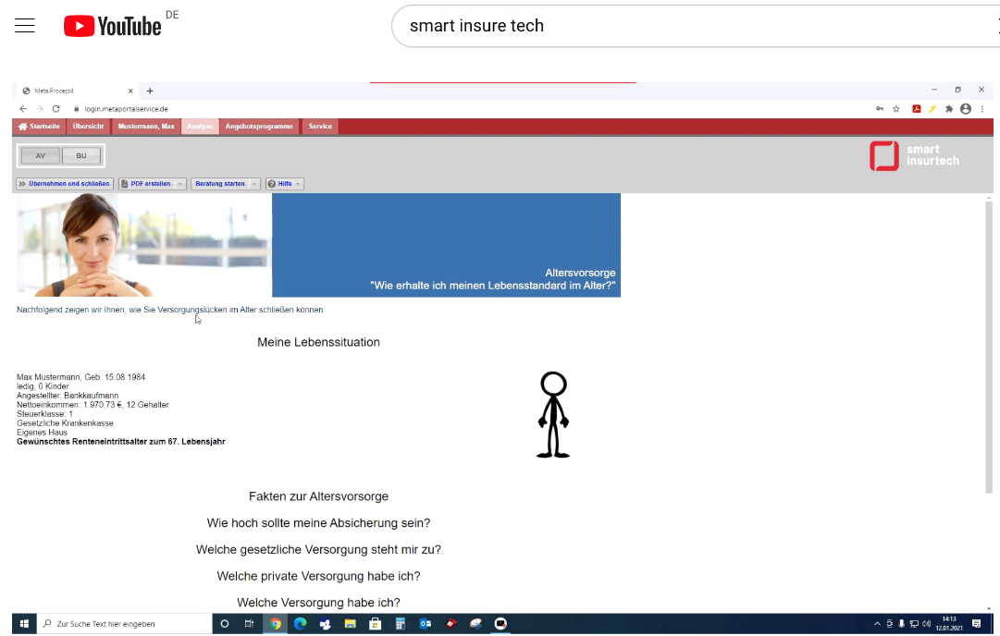 YouTube DE
smart insure tech
Meta.Process4
login.metaportalservice.de
Startseite Übersicht Mustermann, Max Analyse Angebotsprogramme Service
AV BU
smart
insurtech
Übernehmen und schließen PDF erstellen Beratung starten Hilfe
Altersvorsorge
"Wie erhalte ich meinen Lebensstandard im Alter?"
Nachfolgend zeigen wir Ihnen, wie Sie Versorgungslücken im Alter schließen können.
Meine Lebenssituation
Max Mustermann, Geb. 15.08.1984
ledig, 0 Kinder
Angestellter, Bankkaufmann
Nettoeinkommen: 1.970,73 €, 12 Gehälter
Steuerklasse: 1
Gesetzliche Krankenkasse
Eigenes Haus
Gewünschtes Renteneintrittsalter zum 67. Lebensjahr
Fakten zur Altersvorsorge
Wie hoch sollte meine Absicherung sein?
Welche gesetzliche Versorgung steht mir zu?
Welche private Versorgung habe ich?
Welche Versorgung habe ich?
Zur Suche Text hier eingeben
14:13
12.01.2021